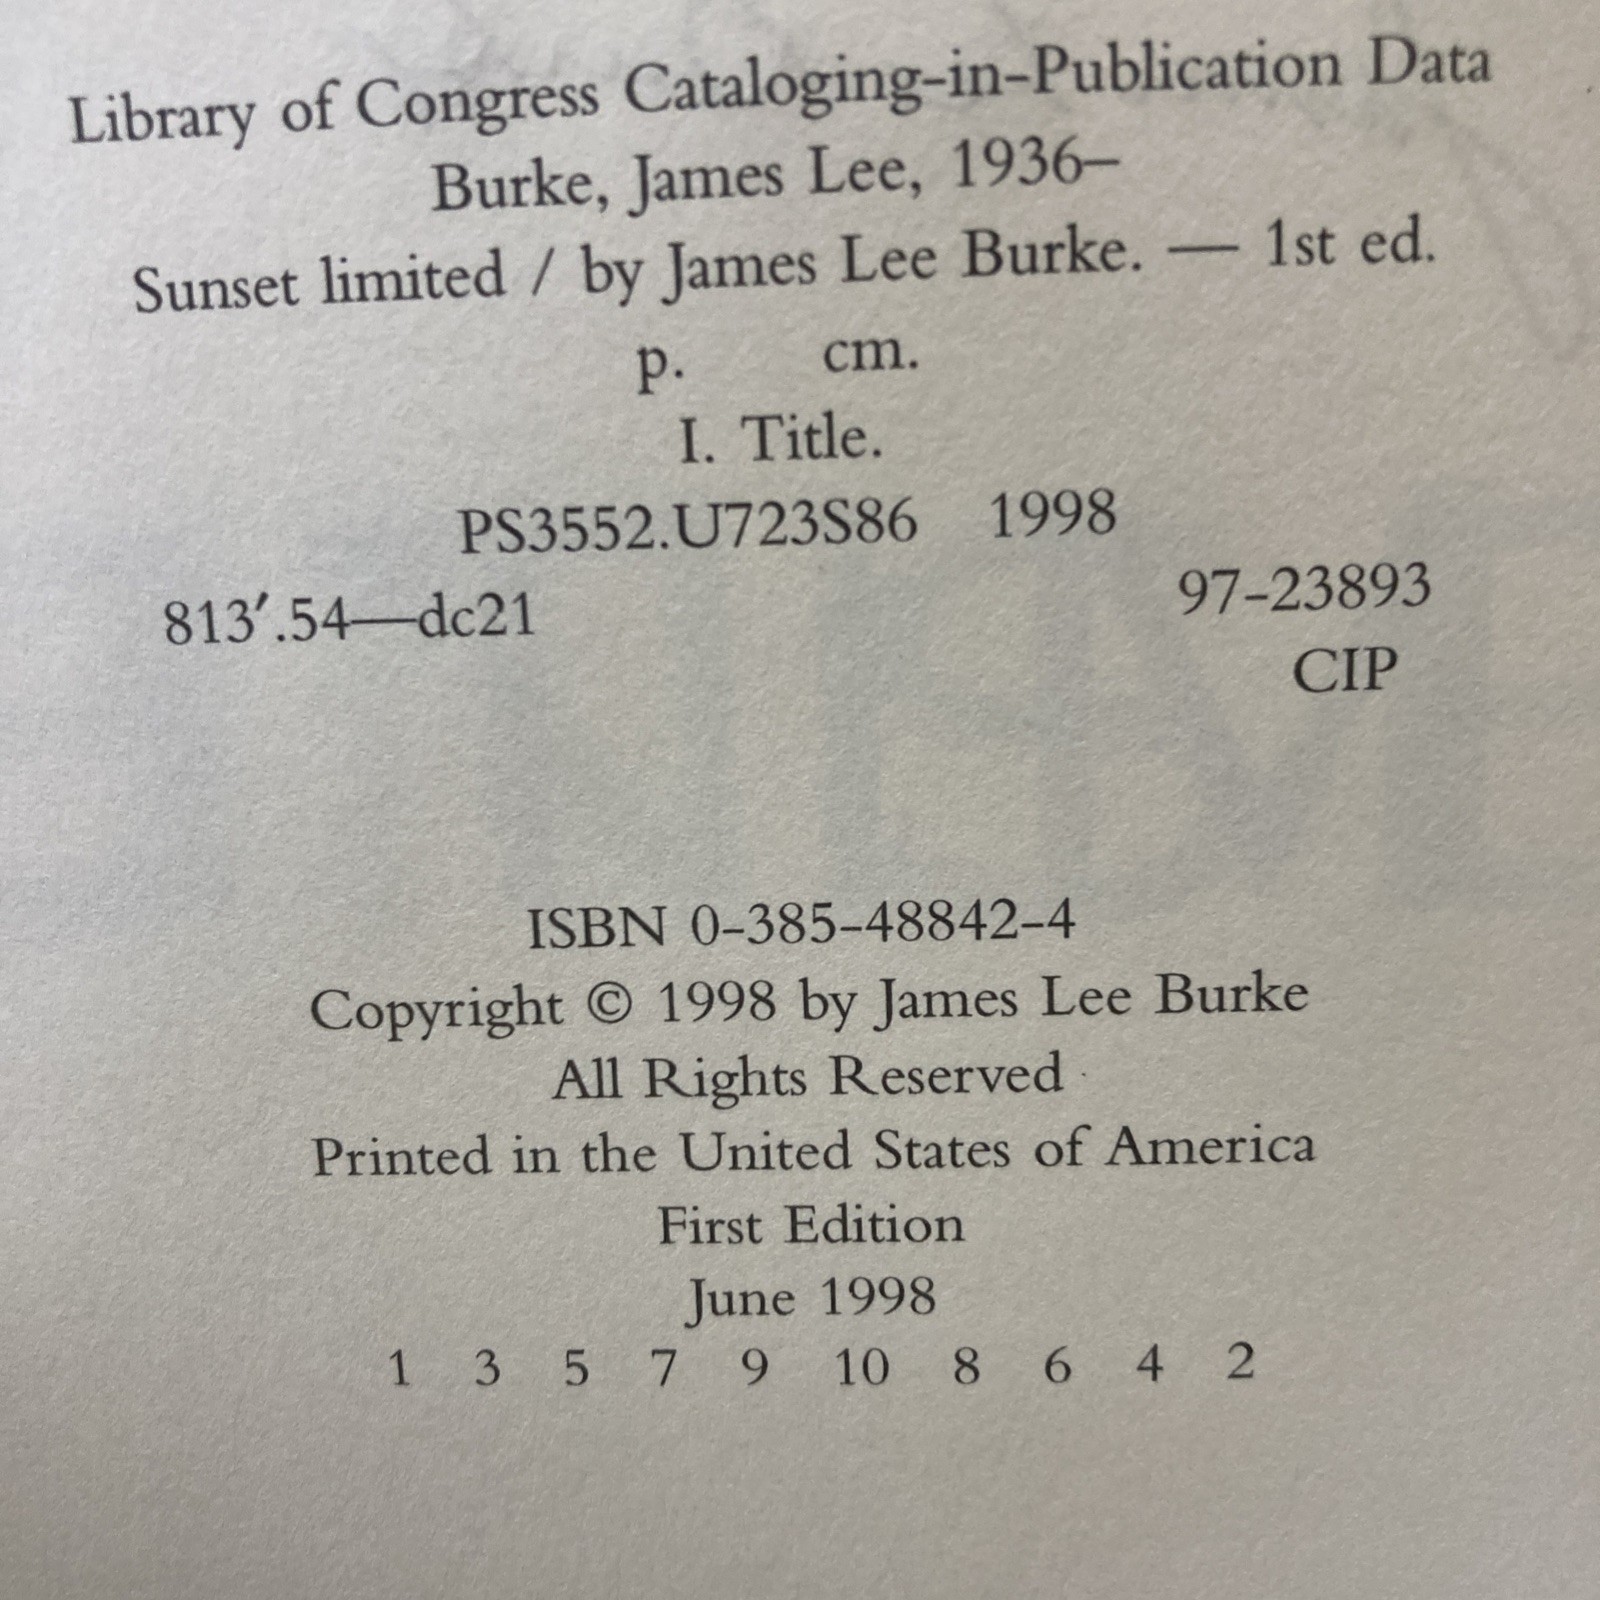 Library of Congress Cataloging-in-Publication Data
Burke, James Lee, 1936–
Sunset limited / by James Lee Burke. — 1st ed.
p. cm.
I. Title.
PS3552.U723S86 1998
813′.54—dc21 97-23893
CIP
ISBN 0-385-48842-4
Copyright © 1998 by James Lee Burke
All Rights Reserved
Printed in the United States of America
First Edition
June 1998
1 3 5 7 9 10 8 6 4 2